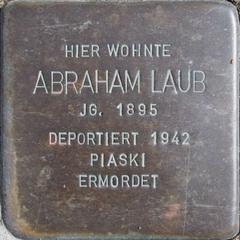 HIER WOHNTE
ABRAHAM LAUB
JG. 1895
DEPORTIERT 1942
PIASKI
ERMORDET